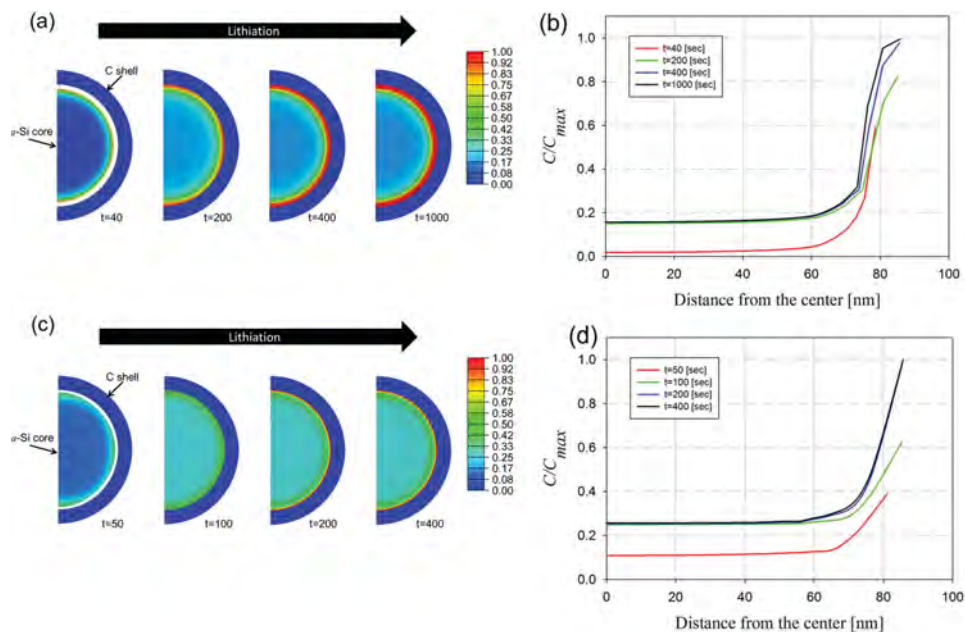 (a)
Lithiation
C shell
-Si core
t=40
t=200
t=400
t=1000
1.00
0.92
0.83
0.75
0.67
0.58
0.50
0.42
0.33
0.25
0.17
0.08
0.00
(b)
t=40 [sec]
t=200 [sec]
t=400 [sec]
t=1000 [sec]
C/Cmax
1.0
0.8
0.6
0.4
0.2
0.0
0 20 40 60 80 100
Distance from the center [nm]
(c)
Lithiation
C shell
-Si core
t=50
t=100
t=200
t=400
1.00
0.92
0.83
0.75
0.67
0.58
0.50
0.42
0.33
0.25
0.17
0.08
0.00
(d)
t=50 [sec]
t=100 [sec]
t=200 [sec]
t=400 [sec]
C/Cmax
1.0
0.8
0.6
0.4
0.2
0.0
0 20 40 60 80 100
Distance from the center [nm]